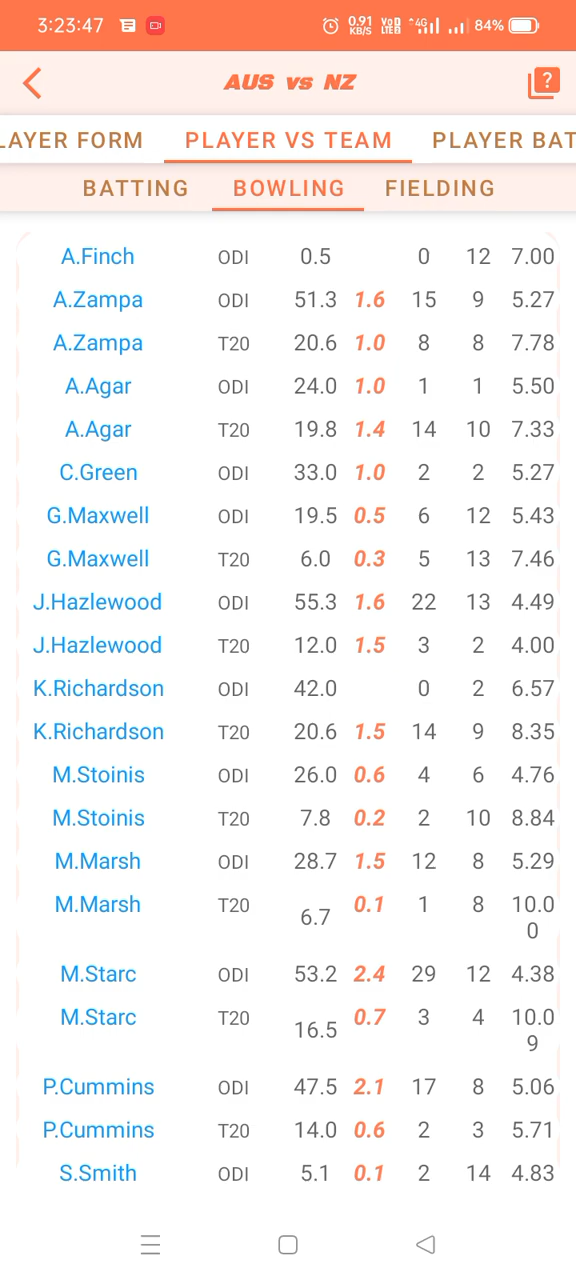 3:23:47 0.91 KB/S Vo) LTE8 4G 84%
AUS vs NZ ?
LAYER FORM PLAYER VS TEAM PLAYER BAT
BATTING BOWLING FIELDING
A.Finch ODI 0.5 0 12 7.00
A.Zampa ODI 51.3 1.6 15 9 5.27
A.Zampa T20 20.6 1.0 8 8 7.78
A.Agar ODI 24.0 1.0 1 1 5.50
A.Agar T20 19.8 1.4 14 10 7.33
C.Green ODI 33.0 1.0 2 2 5.27
G.Maxwell ODI 19.5 0.5 6 12 5.43
G.Maxwell T20 6.0 0.3 5 13 7.46
J.Hazlewood ODI 55.3 1.6 22 13 4.49
J.Hazlewood T20 12.0 1.5 3 2 4.00
K.Richardson ODI 42.0 0 2 6.57
K.Richardson T20 20.6 1.5 14 9 8.35
M.Stoinis ODI 26.0 0.6 4 6 4.76
M.Stoinis T20 7.8 0.2 2 10 8.84
M.Marsh ODI 28.7 1.5 12 8 5.29
M.Marsh T20 6.7 0.1 1 8 10.0
0
M.Starc ODI 53.2 2.4 29 12 4.38
M.Starc T20 16.5 0.7 3 4 10.0
9
P.Cummins ODI 47.5 2.1 17 8 5.06
P.Cummins T20 14.0 0.6 2 3 5.71
S.Smith ODI 5.1 0.1 2 14 4.83